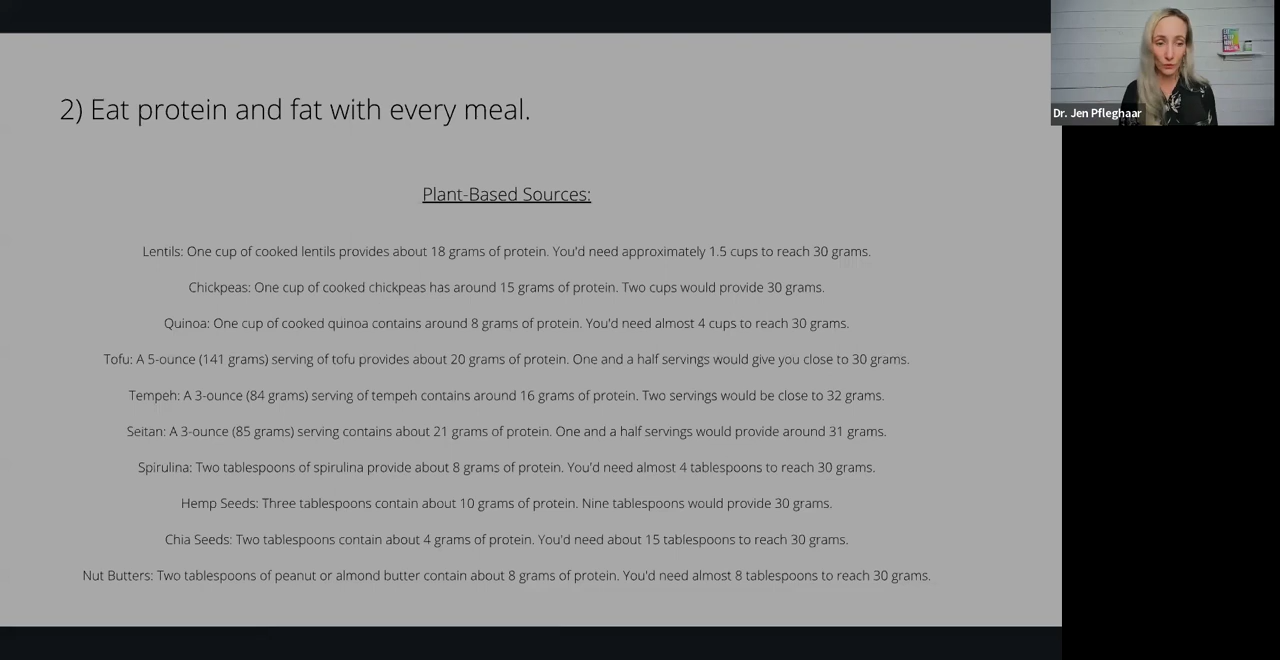 2) Eat protein and fat with every meal.
Plant-Based Sources:
Lentils: One cup of cooked lentils provides about 18 grams of protein. You'd need approximately 1.5 cups to reach 30 grams.
Chickpeas: One cup of cooked chickpeas has around 15 grams of protein. Two cups would provide 30 grams.
Quinoa: One cup of cooked quinoa contains around 8 grams of protein. You'd need almost 4 cups to reach 30 grams.
Tofu: A 5-ounce (141 grams) serving of tofu provides about 20 grams of protein. One and a half servings would give you close to 30 grams.
Tempeh: A 3-ounce (84 grams) serving of tempeh contains around 16 grams of protein. Two servings would be close to 32 grams.
Seitan: A 3-ounce (85 grams) serving contains about 21 grams of protein. One and a half servings would provide around 31 grams.
Spirulina: Two tablespoons of spirulina provide about 8 grams of protein. You'd need almost 4 tablespoons to reach 30 grams.
Hemp Seeds: Three tablespoons contain about 10 grams of protein. Nine tablespoons would provide 30 grams.
Chia Seeds: Two tablespoons contain about 4 grams of protein. You'd need about 15 tablespoons to reach 30 grams.
Nut Butters: Two tablespoons of peanut or almond butter contain about 8 grams of protein. You'd need almost 8 tablespoons to reach 30 grams.
Dr. Jen Pfleghaar